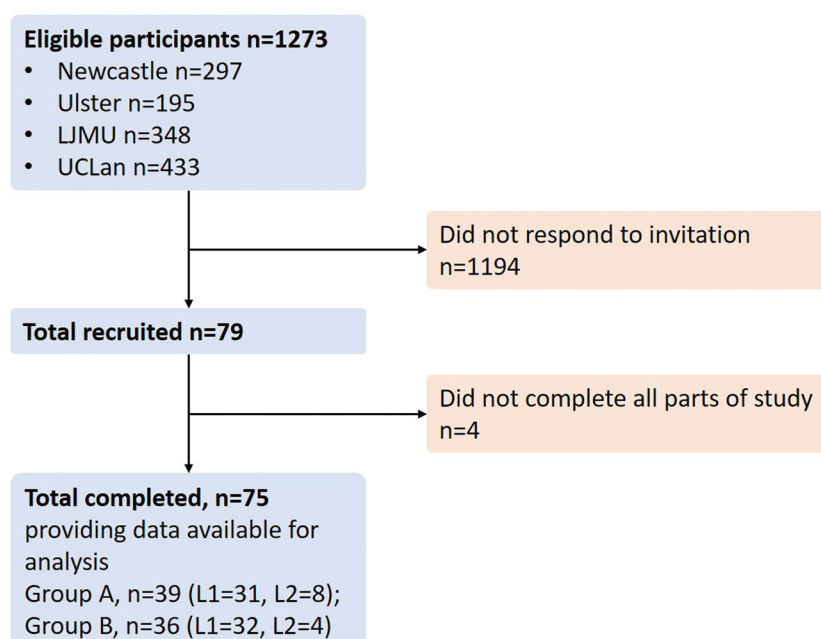 Eligible participants n=1273
• Newcastle n=297
• Ulster n=195
• LJMU n=348
• UCLan n=433
Did not respond to invitation
n=1194
Total recruited n=79
Did not complete all parts of study
n=4
Total completed, n=75
providing data available for
analysis
Group A, n=39 (L1=31, L2=8);
Group B, n=36 (L1=32, L2=4)